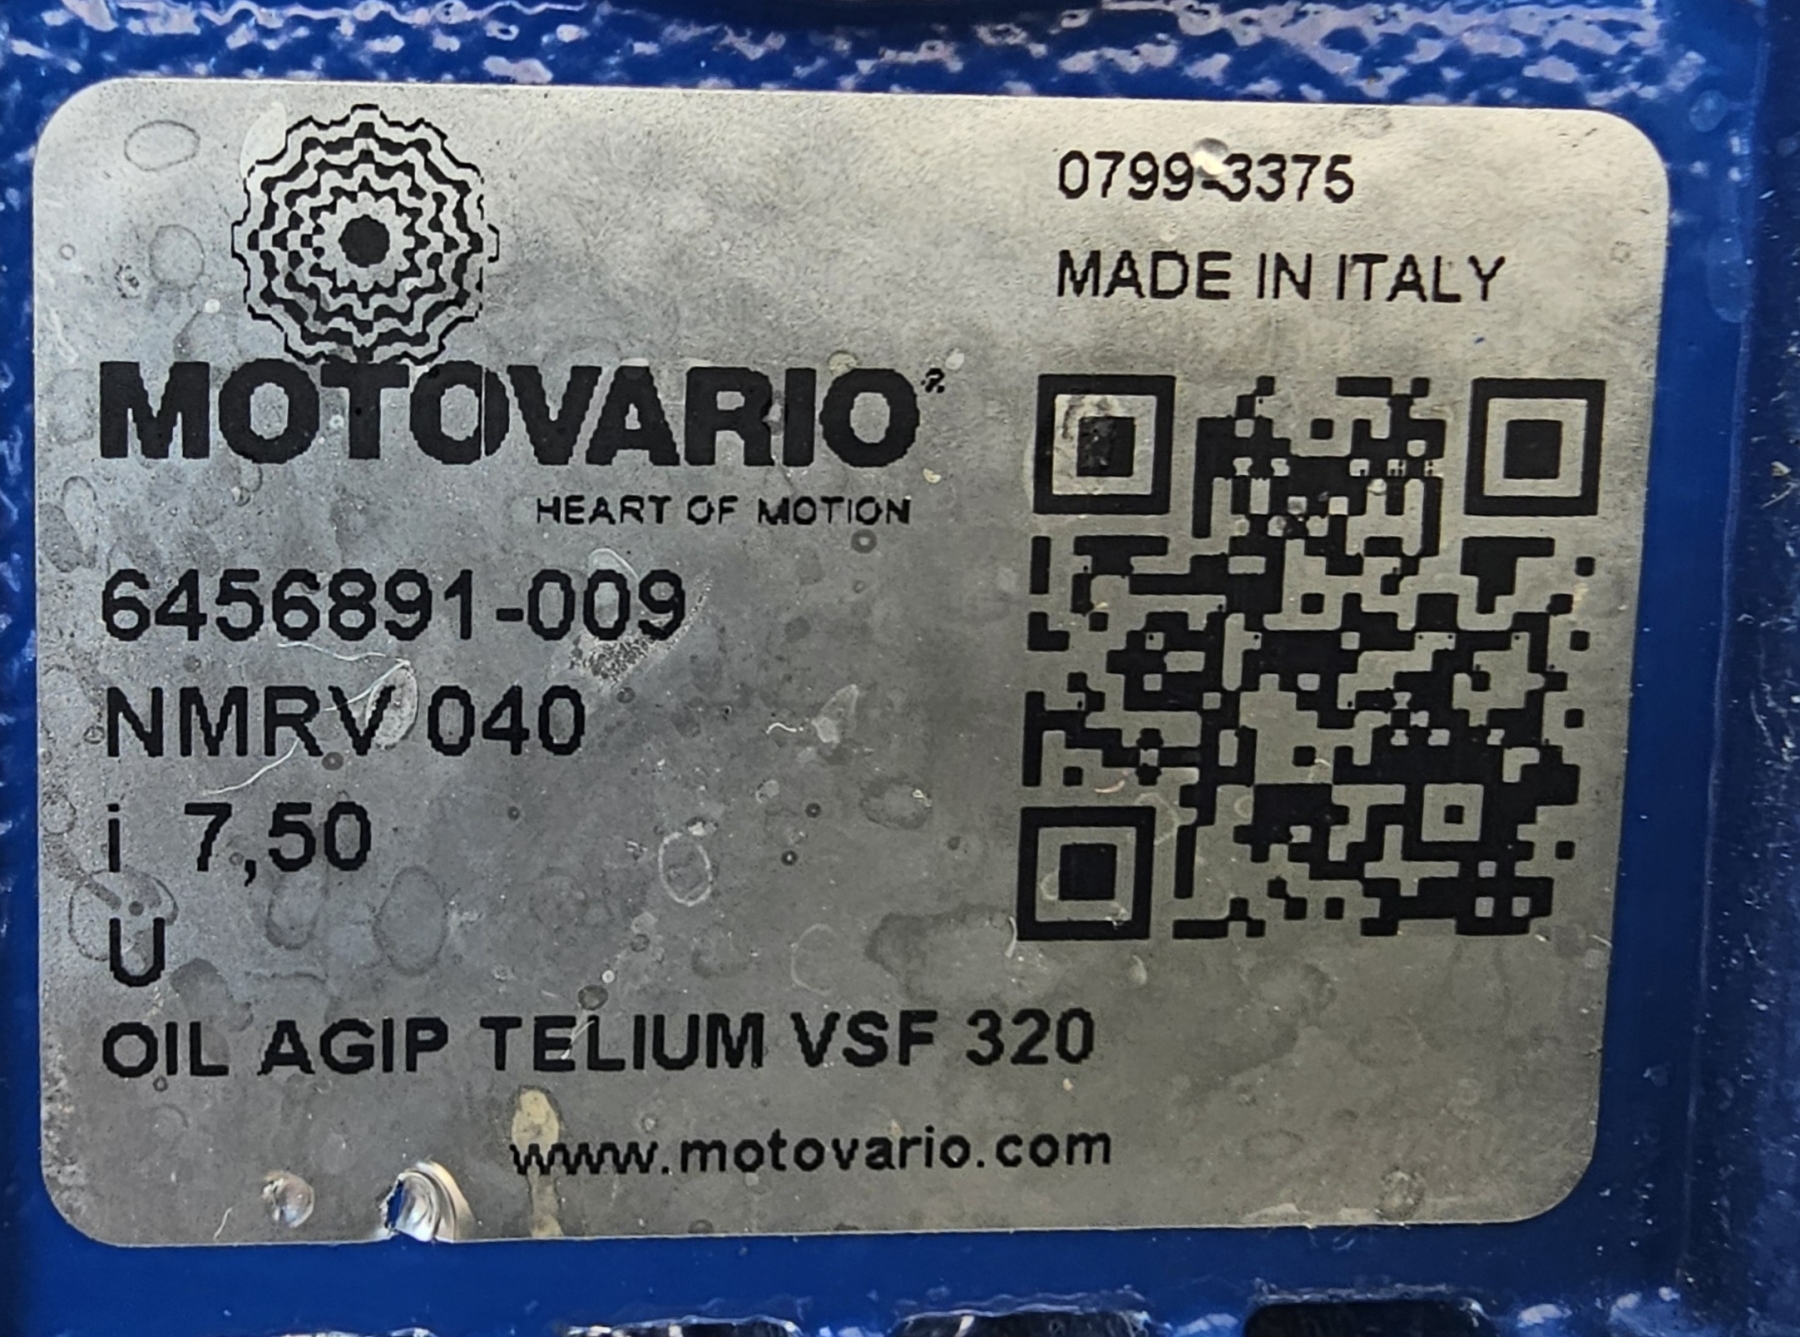 0799-3375
MADE IN ITALY
MOTOVARIO®
HEART OF MOTION
6456891-009
NMRV 040
i 7,50
U
OIL AGIP TELIUM VSF 320
www.motovario.com